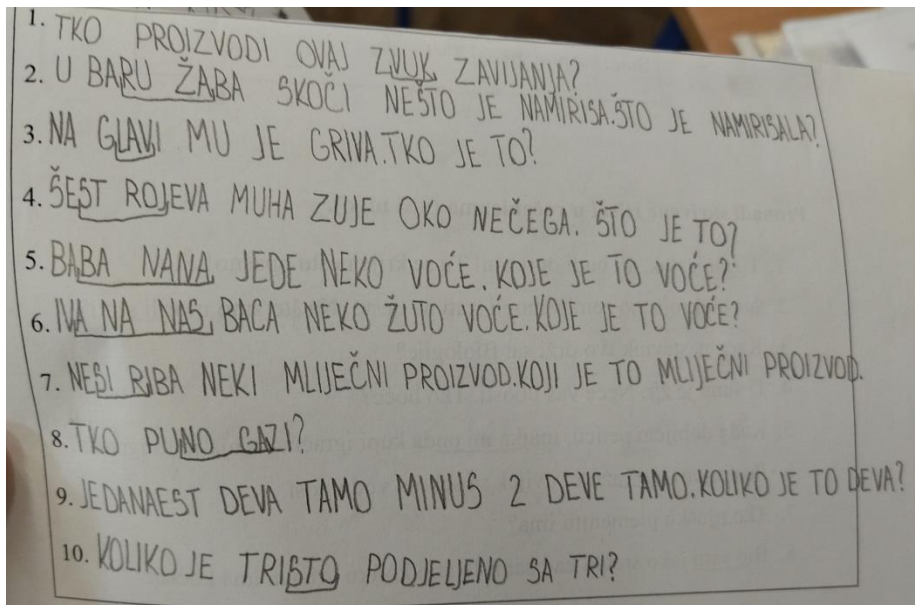 1. TKO PROIZVODI OVAJ ZVUK ZAVIJANJA?
2. U BARU ŽABA SKOČI NEŠTO JE NAMIRISA.ŠTO JE NAMIRISALA?
3. NA GLAVI MU JE GRIVA.TKO JE TO?
4. ŠEST ROJEVA MUHA ZUJE OKO NEČEGA. ŠTO JE TO?
5. BABA NANA JEDE NEKO VOĆE. KOJE JE TO VOĆE?
6. IVA NA NAS BACA NEKO ŽUTO VOĆE.KOJE JE TO VOĆE?
7. NESI RIBA NEKI MLIJEČNI PROIZVOD.KOJI JE TO MLIJEČNI PROIZVOD.
8. TKO PUNO GAZI?
9. JEDANAEST DEVA TAMO MINUS 2 DEVE TAMO.KOLIKO JE TO DEVA?
10. KOLIKO JE TRISTO PODJELJENO SA TRI?